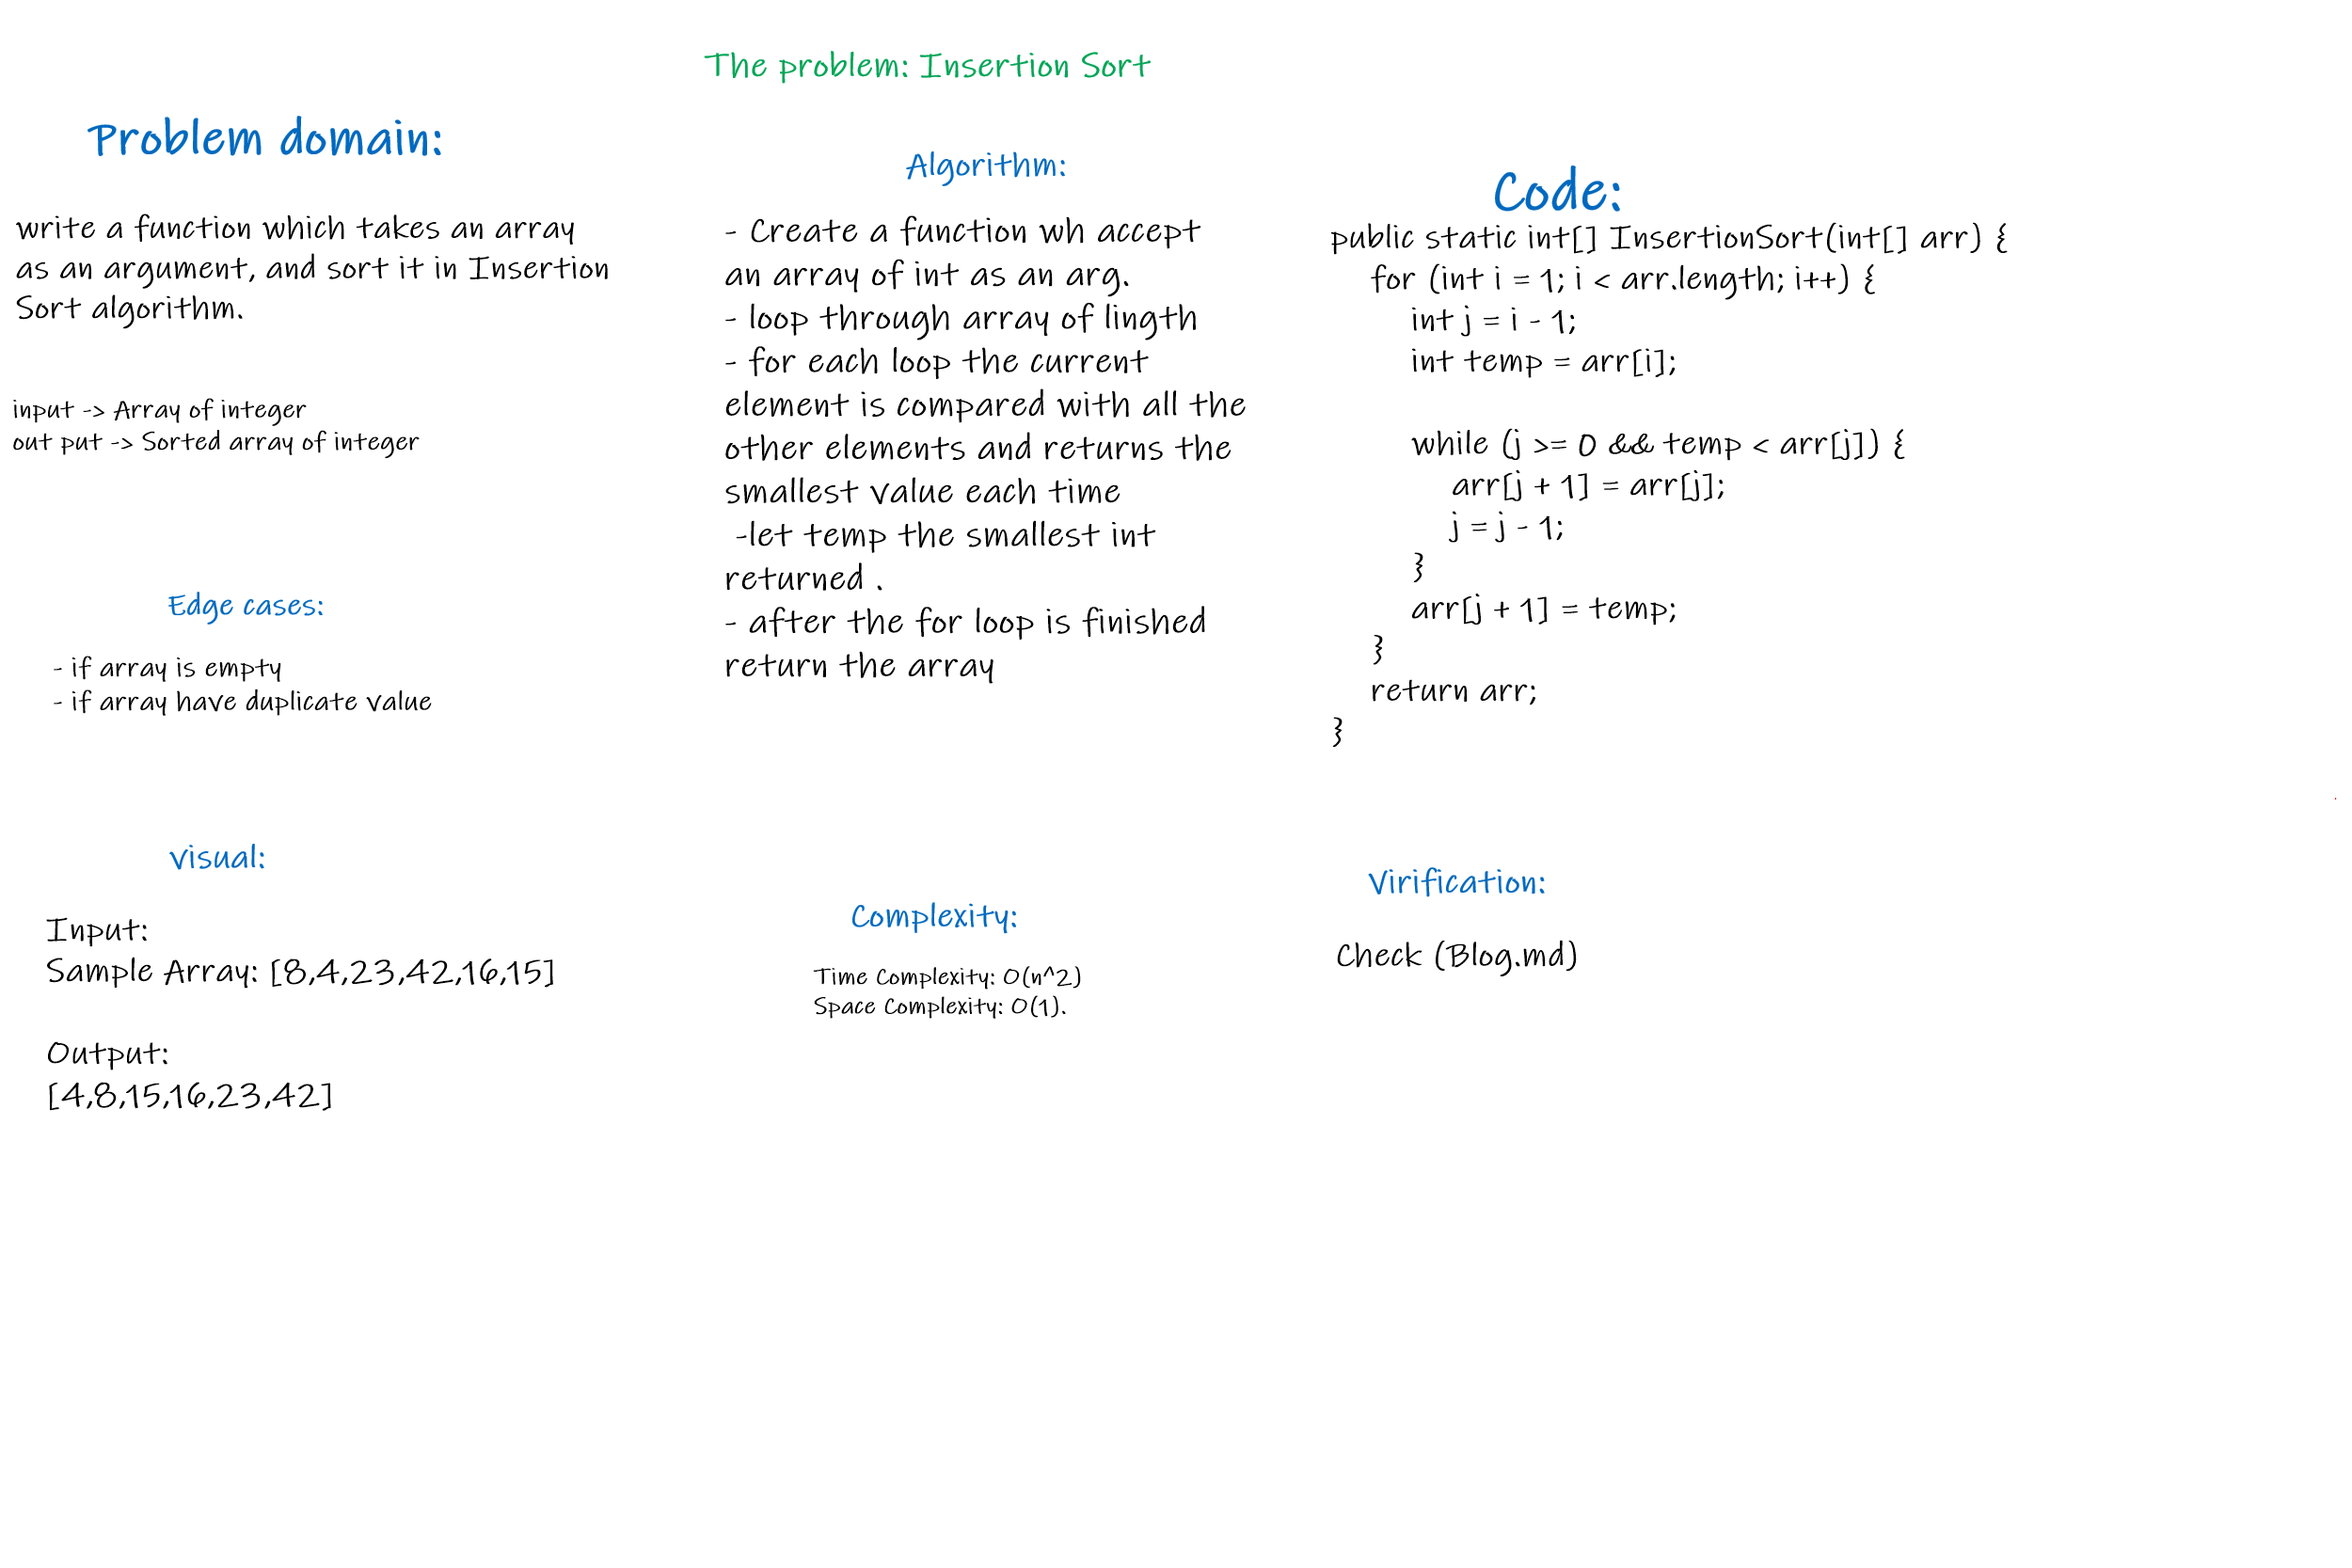 The problem: Insertion Sort
Problem domain:
write a function which takes an array
as an argument, and sort it in Insertion
Sort algorithm.
input -> Array of integer
out put -> Sorted array of integer
Edge cases:
- if array is empty
- if array have duplicate value
visual:
Input:
Sample Array: [8,4,23,42,16,15]
Output:
[4,8,15,16,23,42]
Algorithm:
- Create a function wh accept
an array of int as an arg.
- loop through array of lingth
- for each loop the current
element is compared with all the
other elements and returns the
smallest value each time
-let temp the smallest int
returned .
- after the for loop is finished
return the array
Complexity:
Time Complexity: O(n^2)
Space Complexity: O(1).
Code:
public static int[] InsertionSort(int[] arr) {
for (int i = 1; i < arr.length; i++) {
int j = i - 1;
int temp = arr[i];
while (j >= 0 && temp < arr[j]) {
arr[j + 1] = arr[j];
j = j - 1;
}
arr[j + 1] = temp;
}
return arr;
}
Virification:
Check (Blog.md)